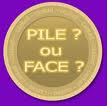 PILE ?
ou
FACE ?